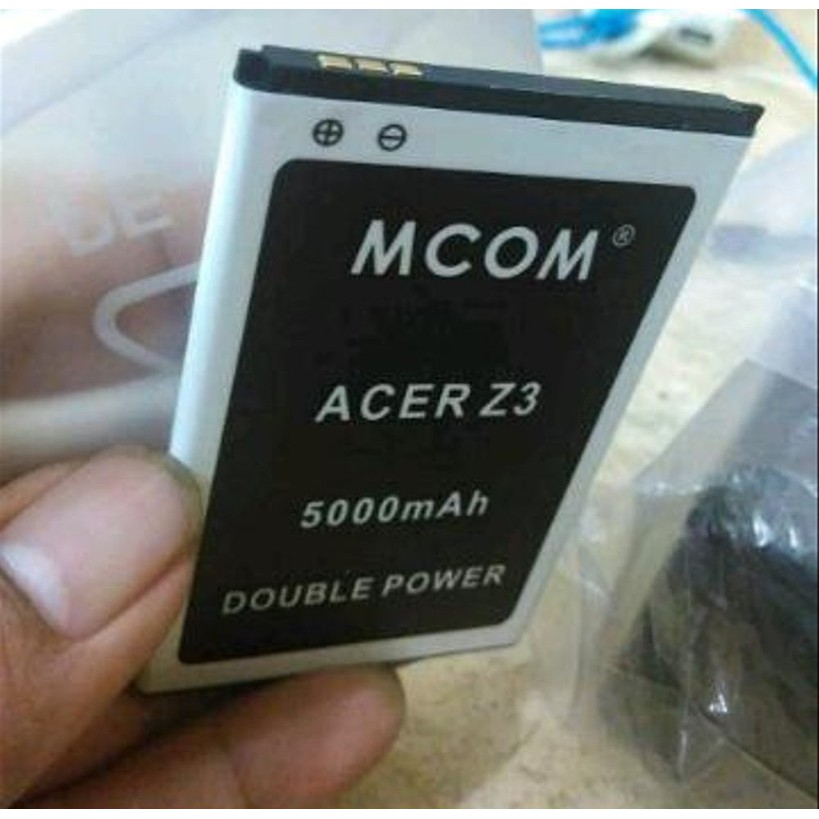 MCOM®
ACER Z3
5000mAh
DOUBLE POWER